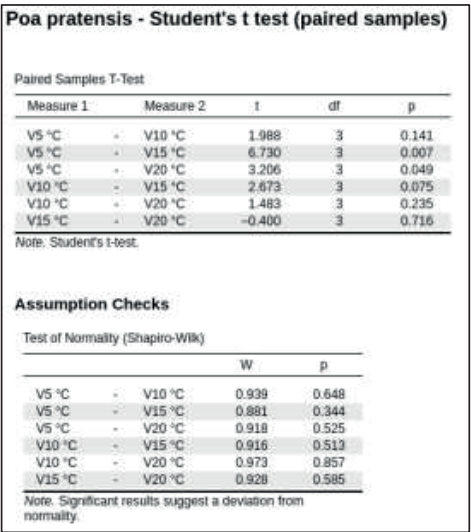 Poa pratensis - Student's t test (paired samples)
Paired Samples T-Test
Measure 1 Measure 2 t df p
V5 °C - V10 °C 1.988 3 0.141
V5 °C - V15 °C 6.730 3 0.007
V5 °C - V20 °C 3.206 3 0.049
V10 °C - V15 °C 2.673 3 0.075
V10 °C - V20 °C 1.483 3 0.235
V15 °C - V20 °C −0.400 3 0.716
Note. Student's t-test.
Assumption Checks
Test of Normality (Shapiro-Wilk)
W p
V5 °C - V10 °C 0.939 0.648
V5 °C - V15 °C 0.881 0.344
V5 °C - V20 °C 0.918 0.525
V10 °C - V15 °C 0.916 0.513
V10 °C - V20 °C 0.973 0.857
V15 °C - V20 °C 0.928 0.585
Note. Significant results suggest a deviation from
normality.